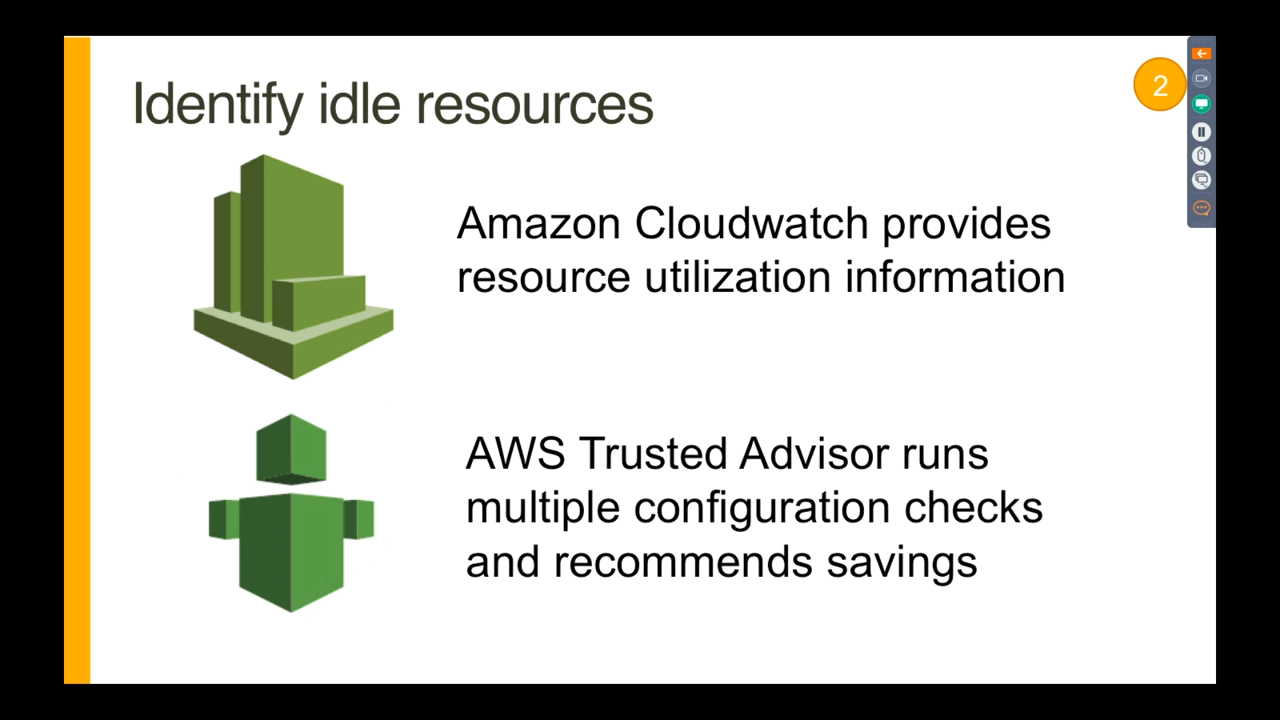 Identify idle resources
2
Amazon Cloudwatch provides
resource utilization information
AWS Trusted Advisor runs
multiple configuration checks
and recommends savings